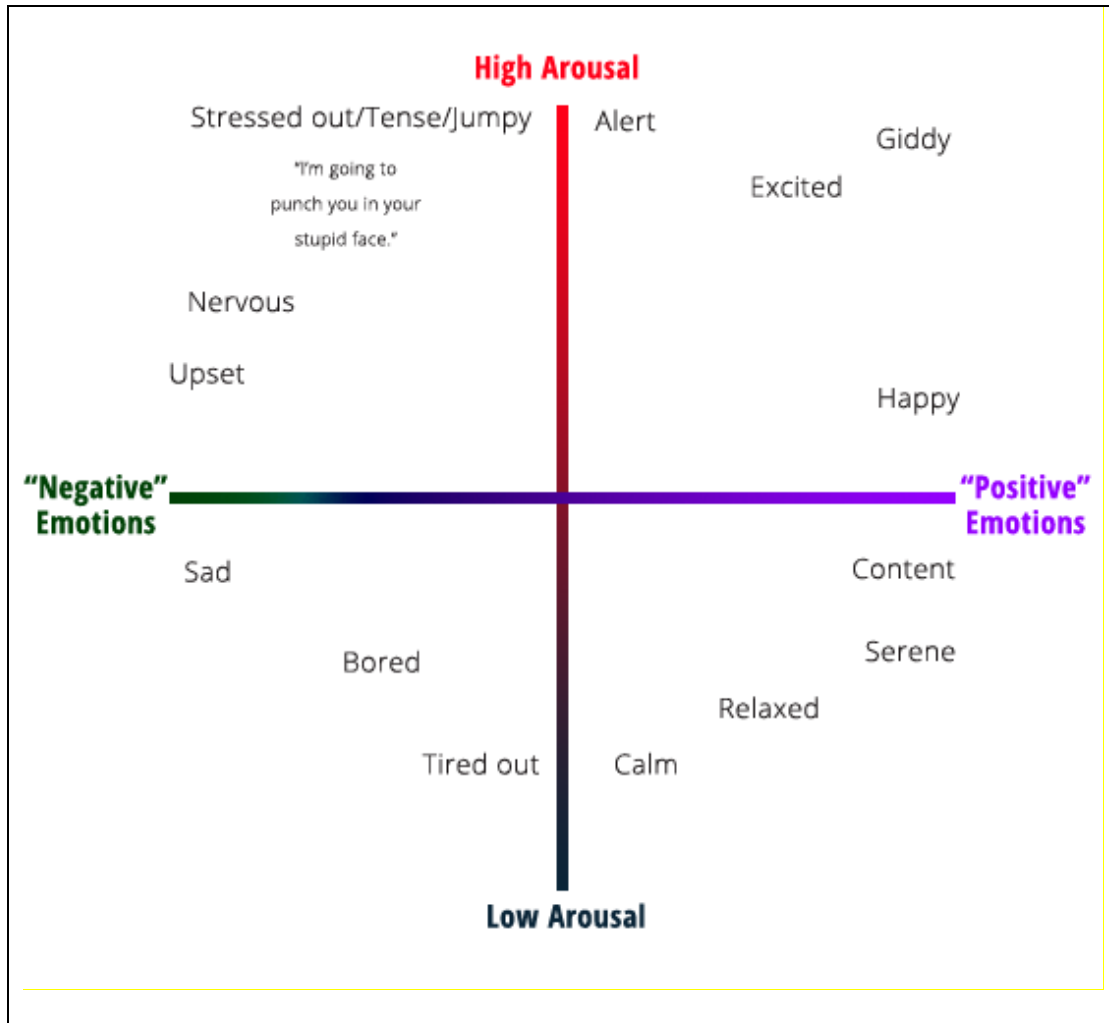 High Arousal
Stressed out/Tense/Jumpy
Alert
Giddy
"I'm going to
punch you in your
stupid face."
Excited
Nervous
Upset
Happy
“Negative”
Emotions
“Positive”
Emotions
Sad
Content
Bored
Serene
Relaxed
Tired out
Calm
Low Arousal